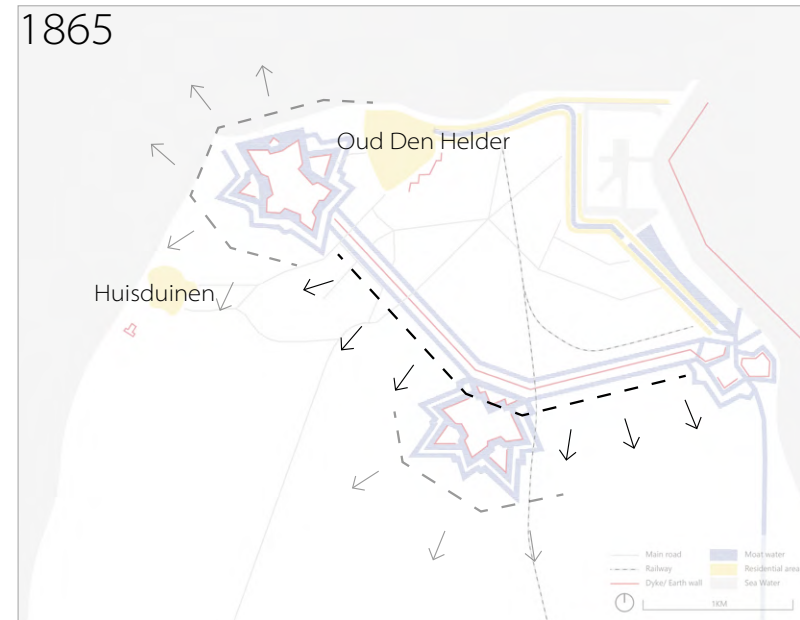 1865
Oud Den Helder
Huisduinen
Main road
Moat water
Railway
Residential area
Dyke/ Earth wall
Sea Water
1KM